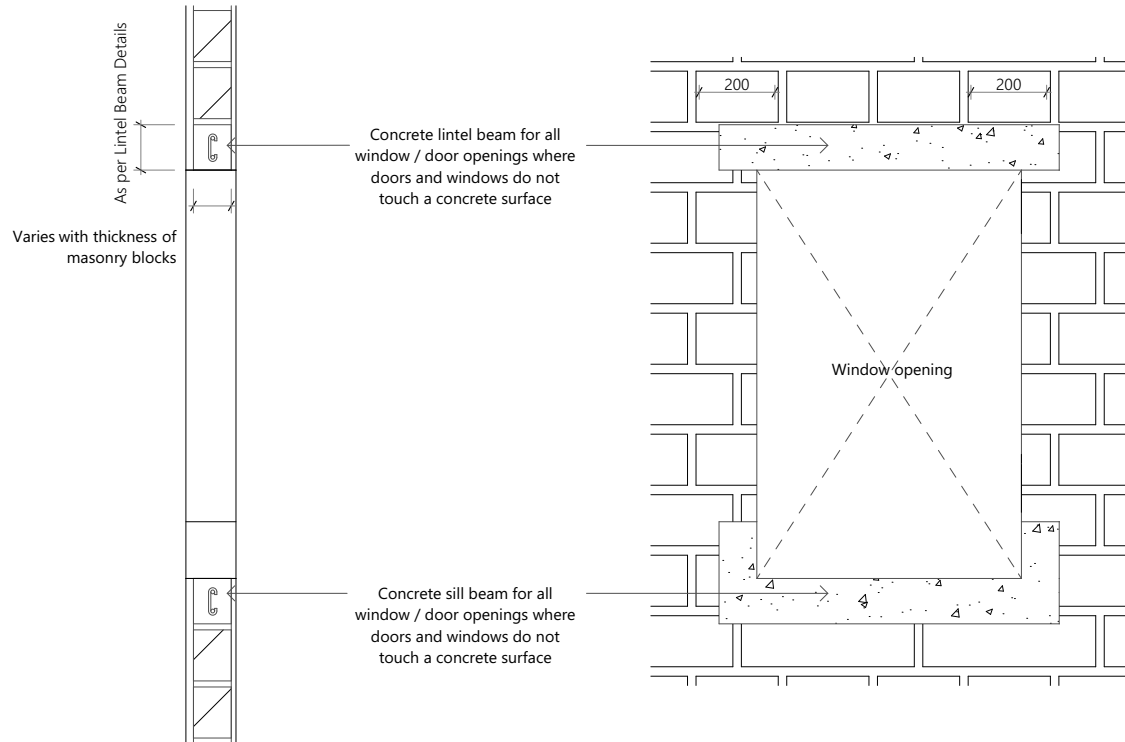 As per Lintel Beam Details
Varies with thickness of
masonry blocks
Concrete lintel beam for all
window / door openings where
doors and windows do not
touch a concrete surface
Concrete sill beam for all
window / door openings where
doors and windows do not
touch a concrete surface
200
200
Window opening